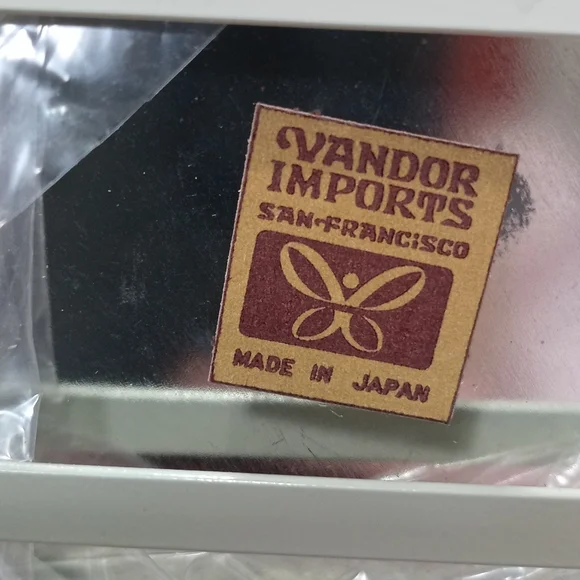 VANDOR
IMPORTS
SAN FRANCiSCO
MADE IN JAPAN